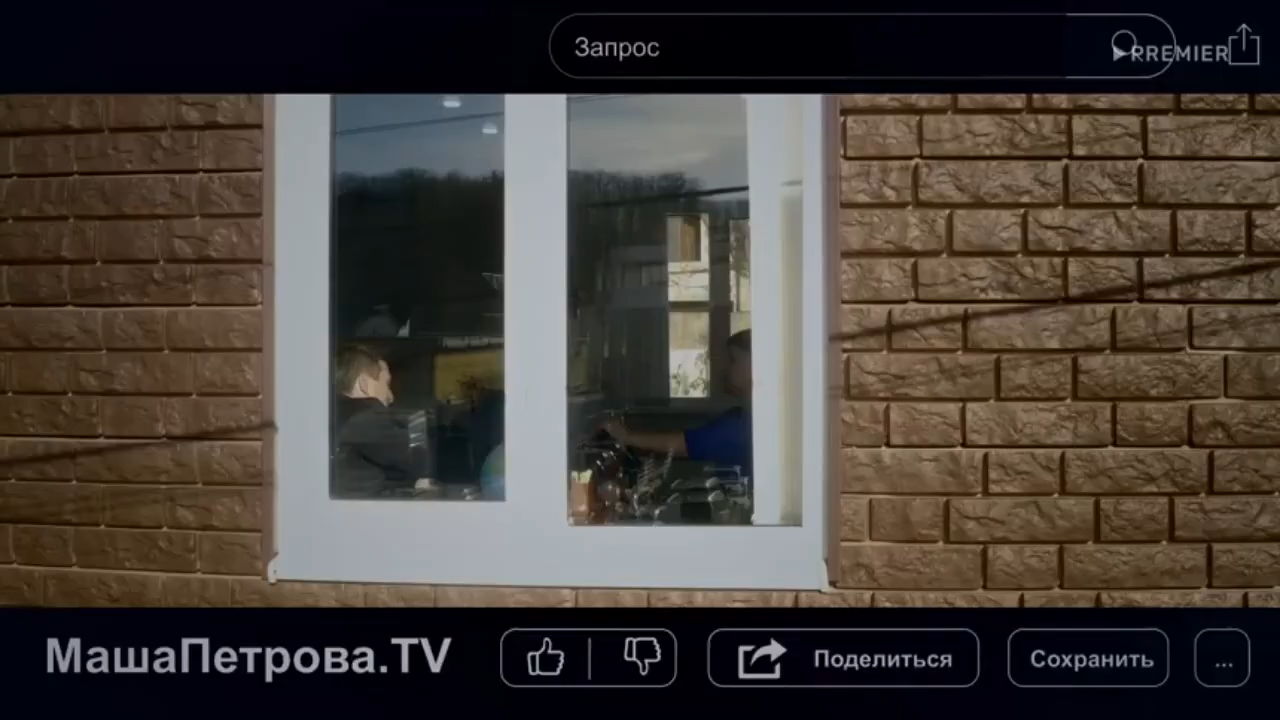 Запрос
PREMIER
МашаПетрова.TV
Поделиться
Сохранить
...